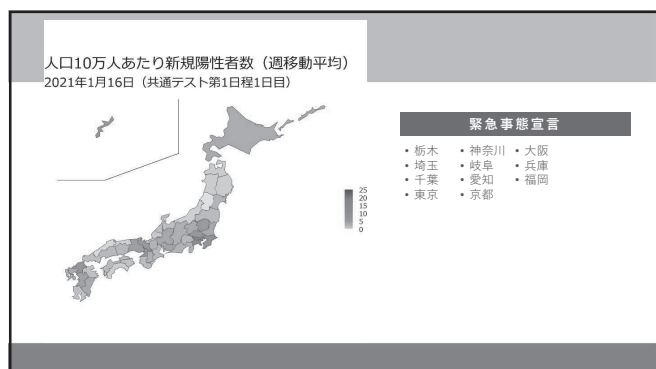 人口10万人あたり新規陽性者数（週移動平均）
2021年1月16日（共通テスト第1日程1日目）
25
20
15
10
5
0
緊急事態宣言
• 栃木 • 神奈川 • 大阪
• 埼玉 • 岐阜 • 兵庫
• 千葉 • 愛知 • 福岡
• 東京 • 京都